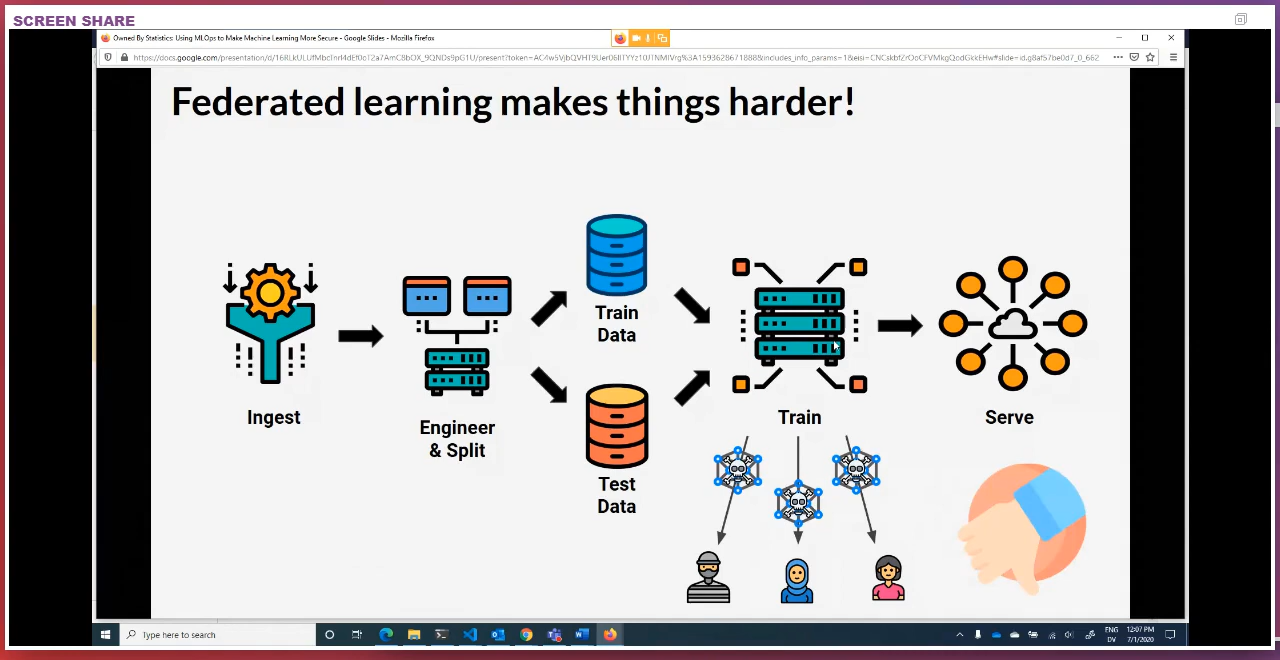 SCREEN SHARE
Owned By Statistics: Using MLOps to Make Machine Learning More Secure - Google Slides - Mozilla Firefox
Federated learning makes things harder!
Ingest
Engineer
& Split
Train
Data
Test
Data
Train
Serve
Type here to search
ENG
DV
12:07 PM
7/1/2020